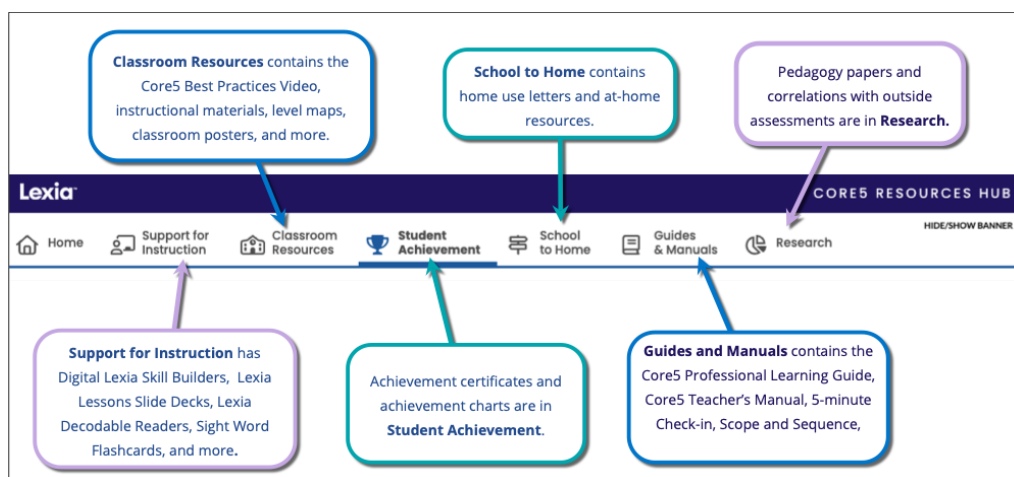 Classroom Resources contains the
Core5 Best Practices Video,
instructional materials, level maps,
classroom posters, and more.
School to Home contains
home use letters and at-home
resources.
Pedagogy papers and
correlations with outside
assessments are in Research.
Lexia
CORE5 RESOURCES HUB
HIDE/SHOW BANNER
Home
Support for
Instruction
Classroom
Resources
Student
Achievement
School
to Home
Guides
& Manuals
Research
Support for Instruction has
Digital Lexia Skill Builders, Lexia
Lessons Slide Decks, Lexia
Decodable Readers, Sight Word
Flashcards, and more.
Achievement certificates and
achievement charts are in
Student Achievement.
Guides and Manuals contains the
Core5 Professional Learning Guide,
Core5 Teacher’s Manual, 5-minute
Check-in, Scope and Sequence,